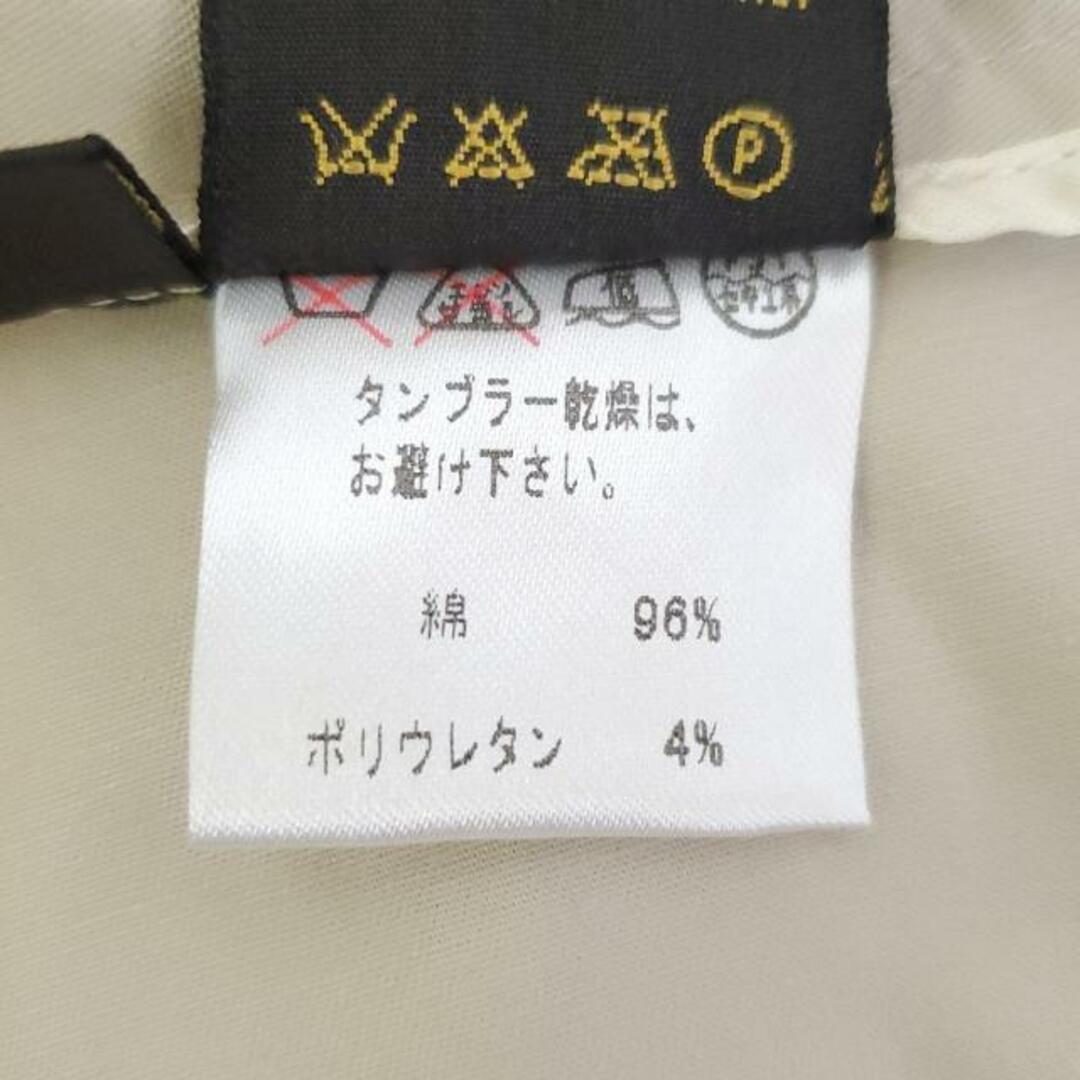 P
タンブラー乾燥は、
お避け下さい。
綿 96%
ポリウレタン 4%